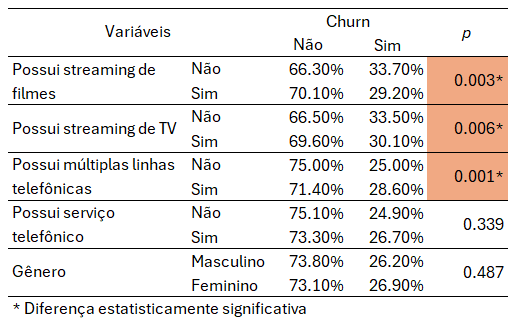 Variáveis Churn p
Não Sim
Possui streaming de filmes Não 66.30% 33.70% 0.003*
Sim 70.10% 29.20%
Possui streaming de TV Não 66.50% 33.50% 0.006*
Sim 69.60% 30.10%
Possui múltiplas linhas telefônicas Não 75.00% 25.00% 0.001*
Sim 71.40% 28.60%
Possui serviço telefônico Não 75.10% 24.90% 0.339
Sim 73.30% 26.70%
Gênero Masculino 73.80% 26.20% 0.487
Feminino 73.10% 26.90%
* Diferença estatisticamente significativa